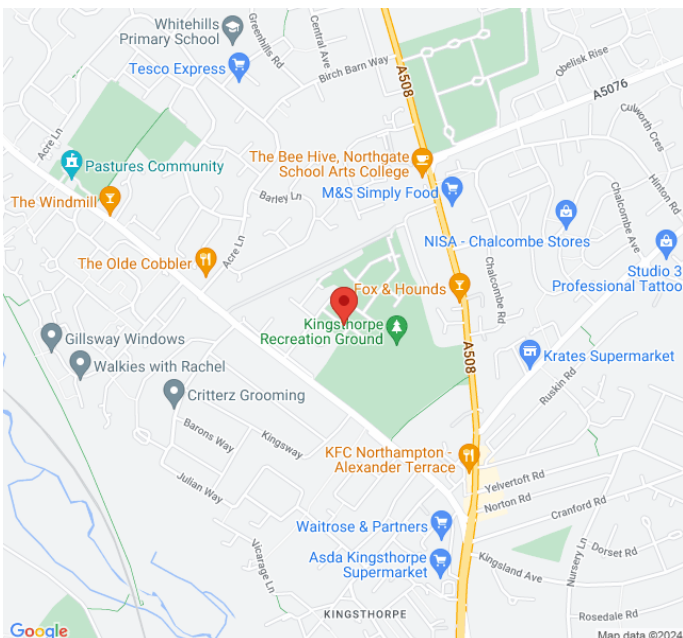 Whitehills
Primary School
Greenhills Rd
Central Ave
Tesco Express
Birch Barn Way
A508
Obelisk Rise
A5076
Culworth Cres
Acre Ln
Pastures Community
The Bee Hive, Northgate
School Arts College
M&S Simply Food
Hinton Rd
The Windmill
Barley Ln
Chalcombe Ave
NISA - Chalcombe Stores
Acre Ln
The Olde Cobbler
Chalcombe Rd
Studio 3
Professional Tattoo
Fox & Hounds
Kingsthorpe
Recreation Ground
Gillsway Windows
A508
Krates Supermarket
Walkies with Rachel
Ruskin Rd
Critterz Grooming
Barons Way
Kingsway
KFC Northampton -
Alexander Terrace
Julian Way
Yelvertoft Rd
Norton Rd
Cranford Rd
Waitrose & Partners
Vicarage Ln
Asda Kingsthorpe
Supermarket
Kingsland Ave
Nursery Ln
Dorset Rd
KINGSTHORPE
Rosedale Rd
Google
Map data ©2024